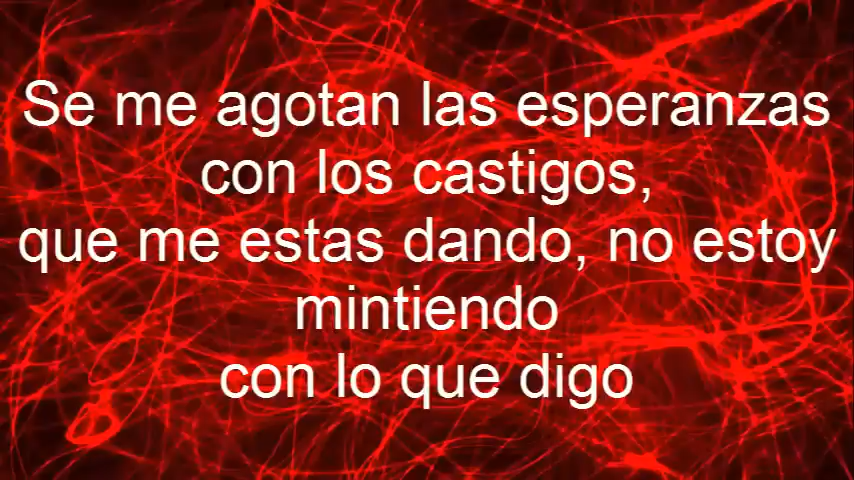 Se me agotan las esperanzas
con los castigos,
que me estas dando, no estoy
mintiendo
con lo que digo